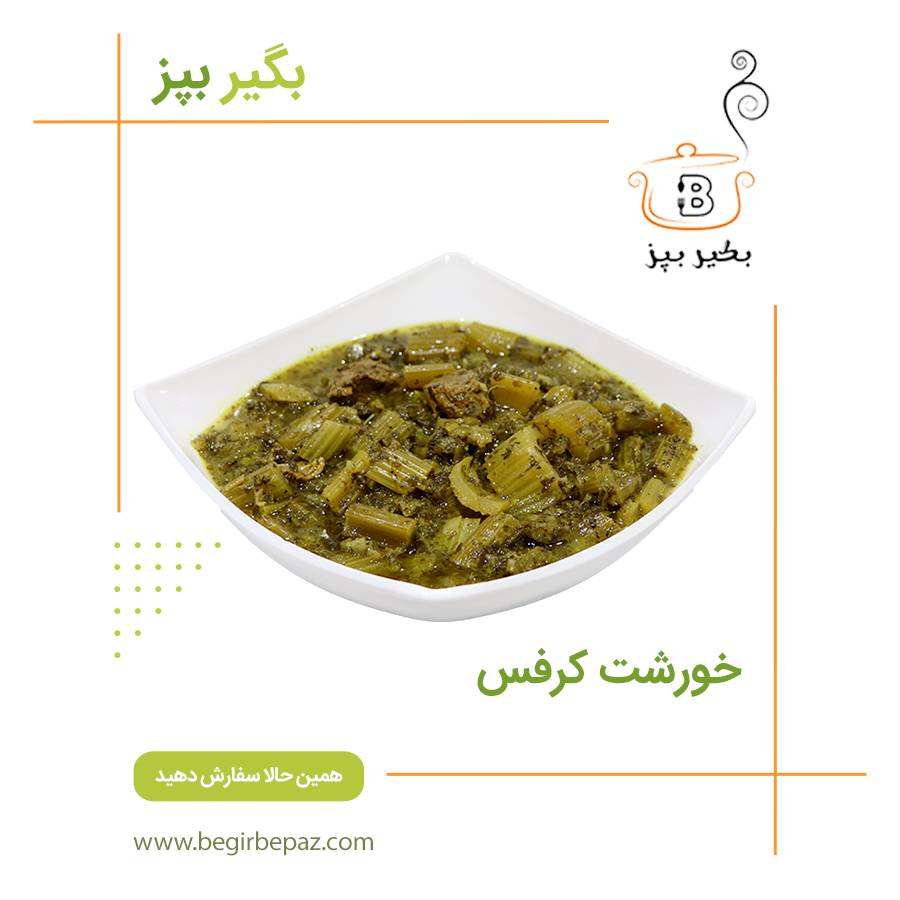 بگیر بپز
B
بگیر بپز
خورشت کرفس
همین حالا سفارش دهید
www.begirbepaz.com